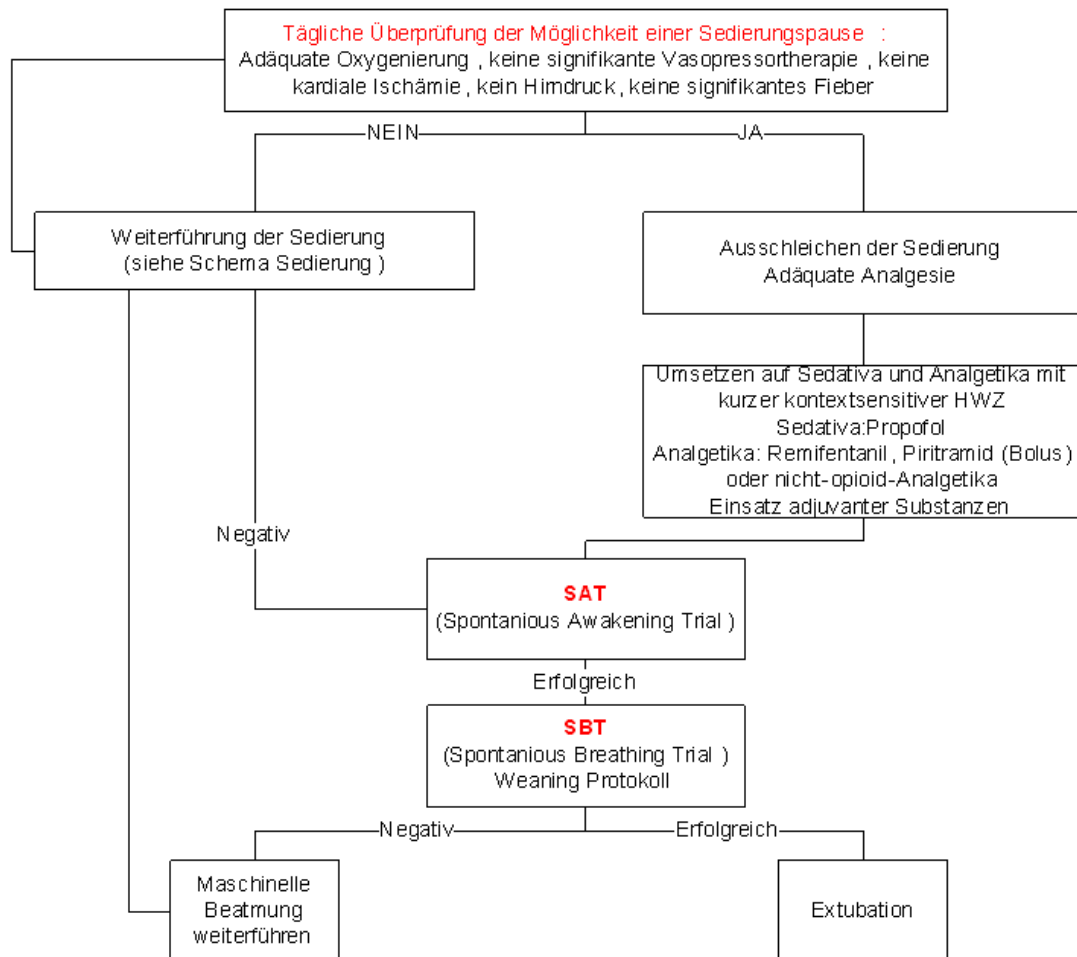 Tägliche Überprüfung der Möglichkeit einer Sedierungspause :
Adäquate Oxygenierung , keine signifikante Vasopressortherapie , keine
kardiale Ischämie , kein Hirndruck , keine signifikantes Fieber
NEIN
JA
Weiterführung der Sedierung
(siehe Schema Sedierung )
Ausschleichen der Sedierung
Adäquate Analgesie
Umsetzen auf Sedativa und Analgetika mit
kurzer kontextsensitiver HWZ
Sedativa:Propofol
Analgetika: Remifentanil , Piritramid (Bolus )
oder nicht-opioid-Analgetika
Einsatz adjuvanter Substanzen
Negativ
SAT
(Spontanious Awakening Trial )
Erfolgreich
SBT
(Spontanious Breathing Trial )
Weaning Protokoll
Negativ
Erfolgreich
Maschinelle
Beatmung
weiterführen
Extubation